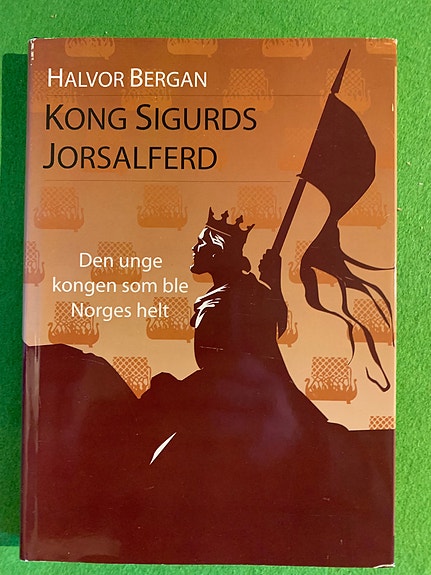 HALVOR BERGAN
KONG SIGURDS
JORSALFERD
Den unge
kongen som ble
Norges helt